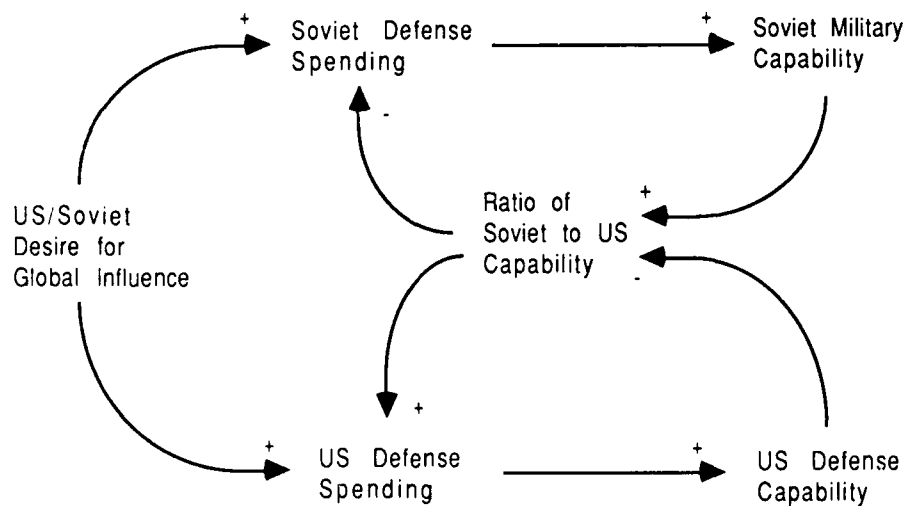 +
Soviet Defense
Spending
+
Soviet Military
Capability
-
US/Soviet
Desire for
Global Influence
Ratio of
Soviet to US
Capability
+
-
+
+
US Defense
Spending
+
US Defense
Capability